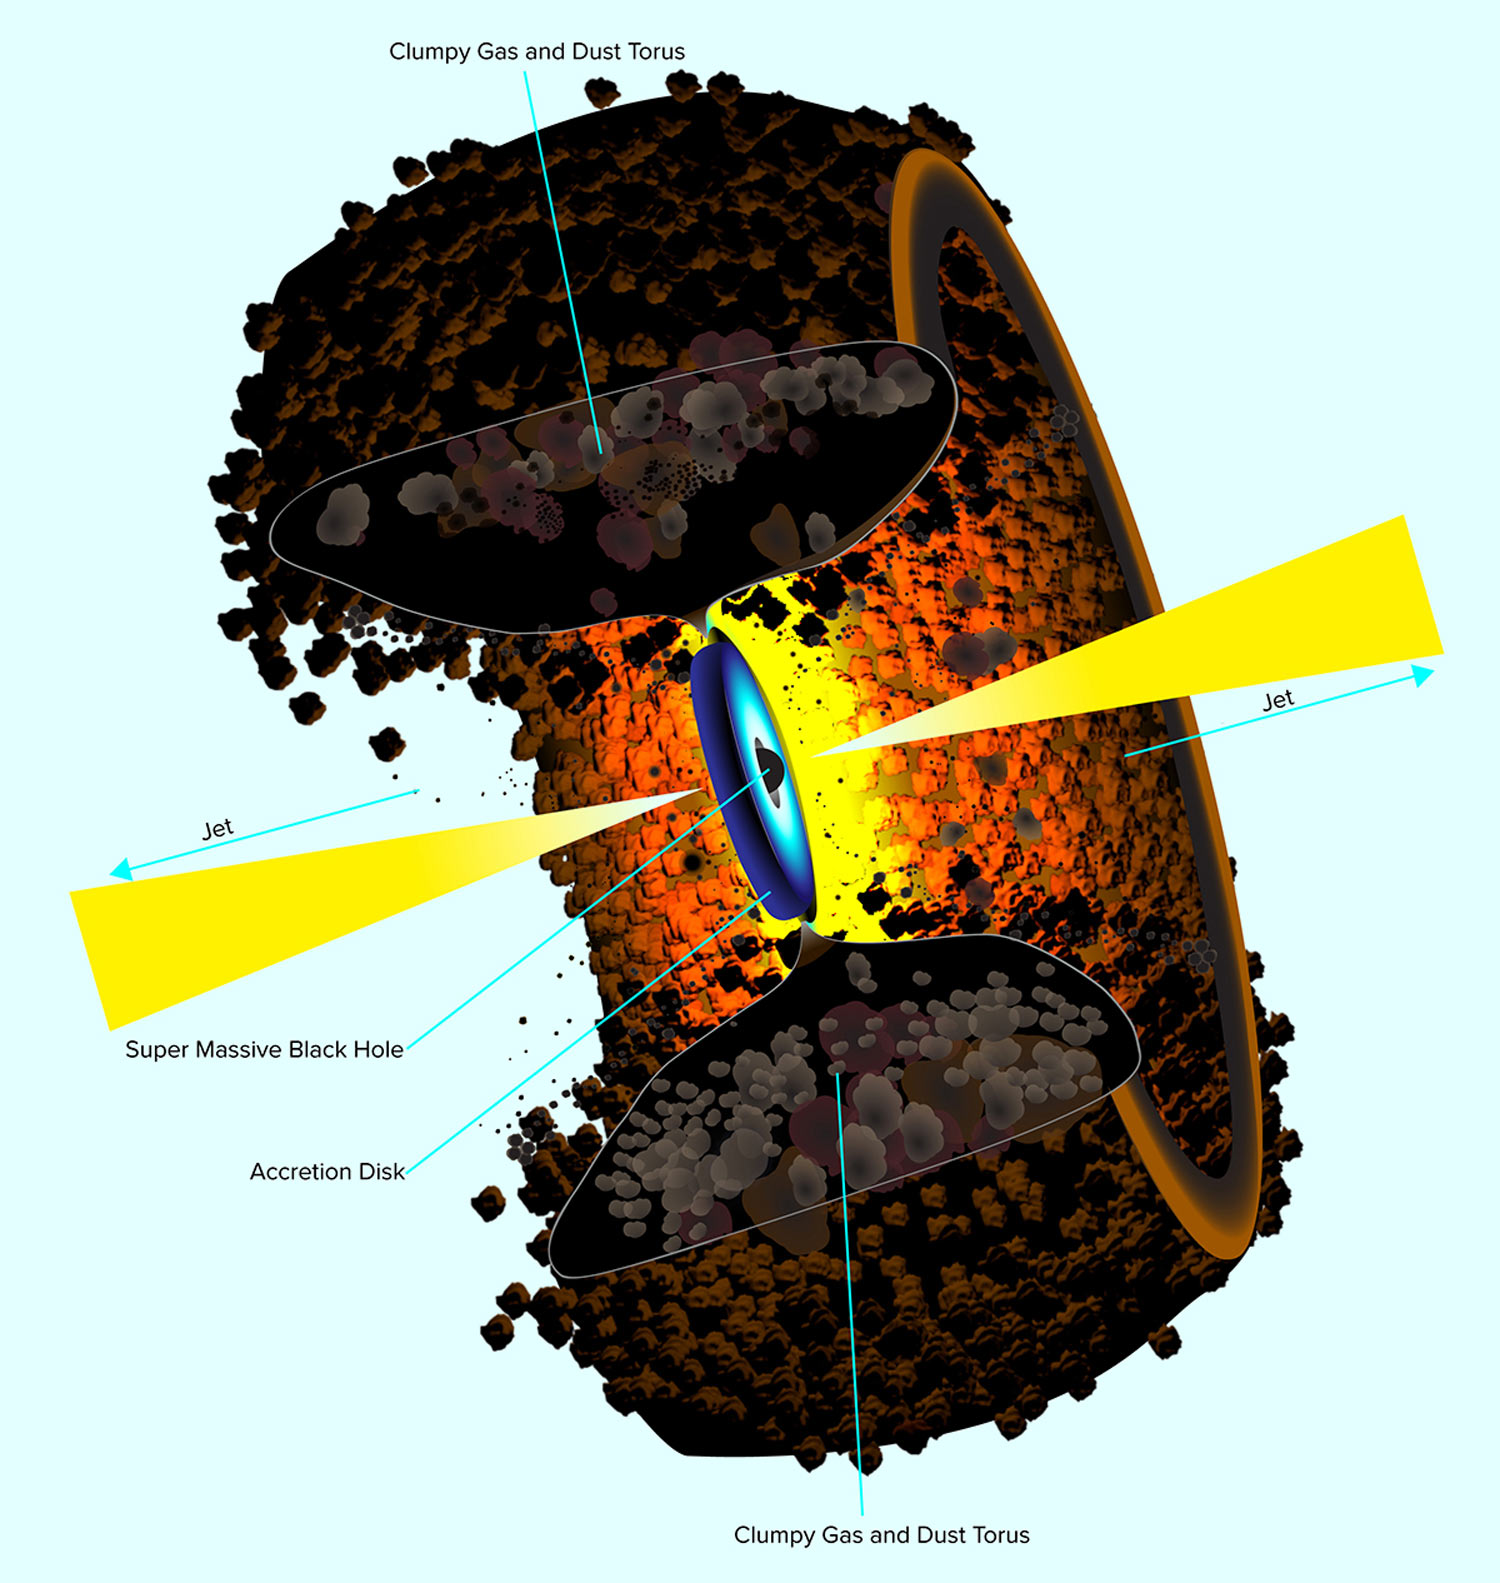 Clumpy Gas and Dust Torus
Jet
Jet
Super Massive Black Hole
Accretion Disk
Clumpy Gas and Dust Torus